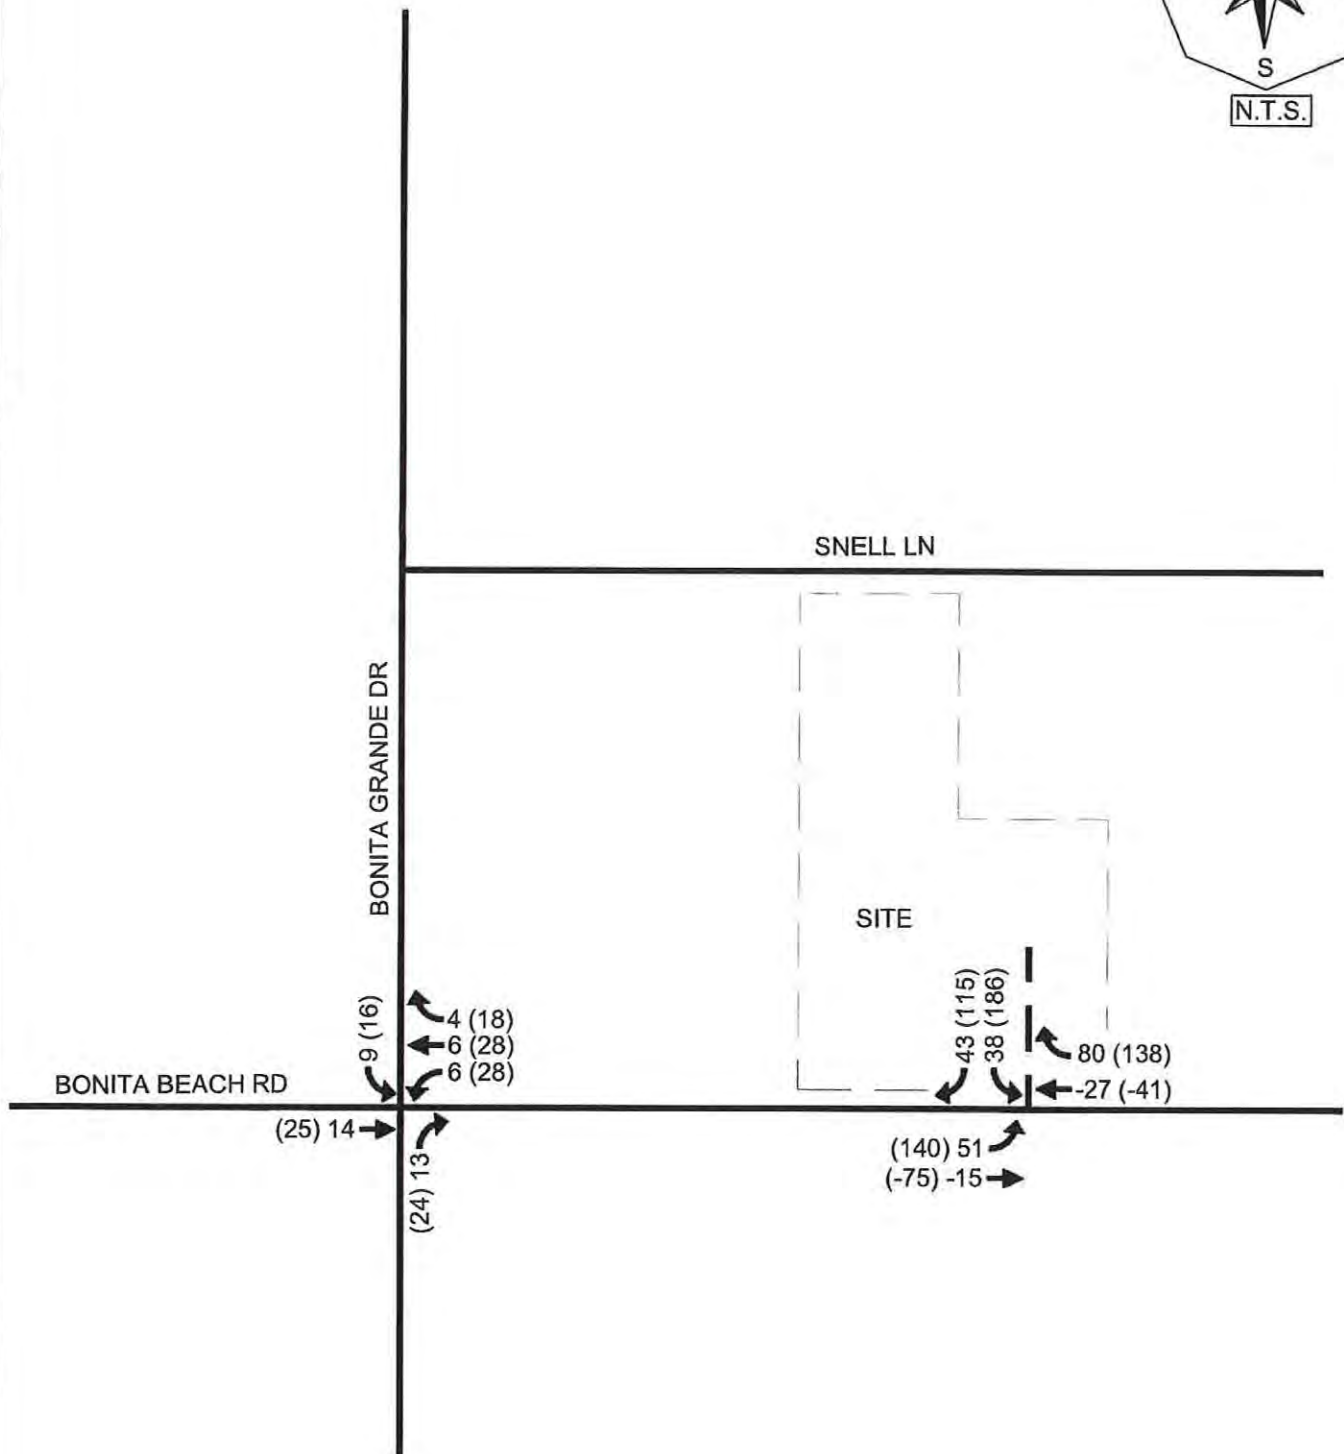 S
N.T.S.
SNELL LN
BONITA GRANDE DR
SITE
9 (16)
4 (18)
6 (28)
6 (28)
BONITA BEACH RD
(25) 14
(24) 13
43 (115)
38 (186)
80 (138)
-27 (-41)
(140) 51
(-75) -15